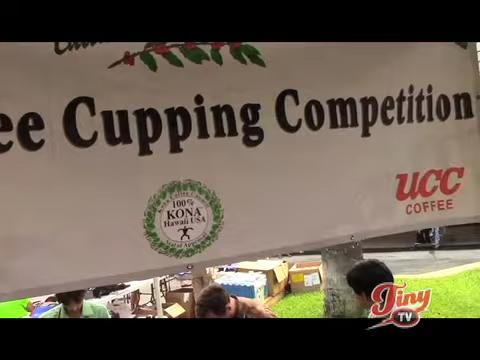 ee Cupping Competition
100%
KONA
Hawaii USA
UCC
COFFEE
Tiny
TV